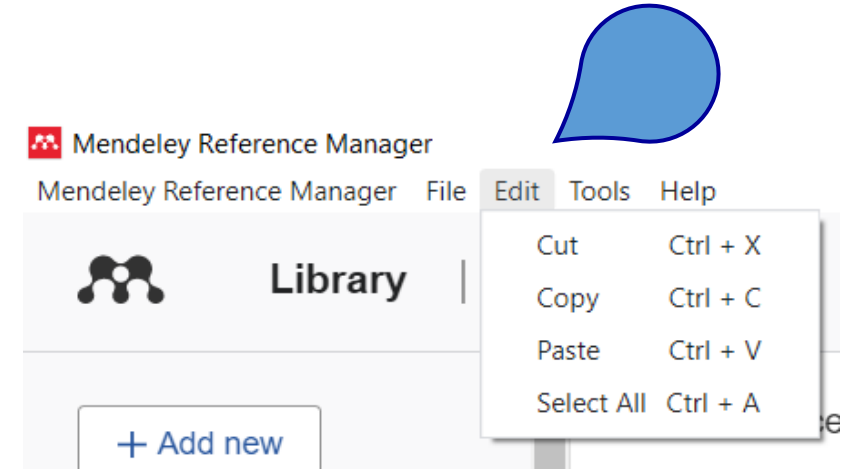 Mendeley Reference Manager
Mendeley Reference Manager File Edit Tools Help
Library |
Cut Ctrl + X
Copy Ctrl + C
Paste Ctrl + V
Select All Ctrl + A
+ Add new